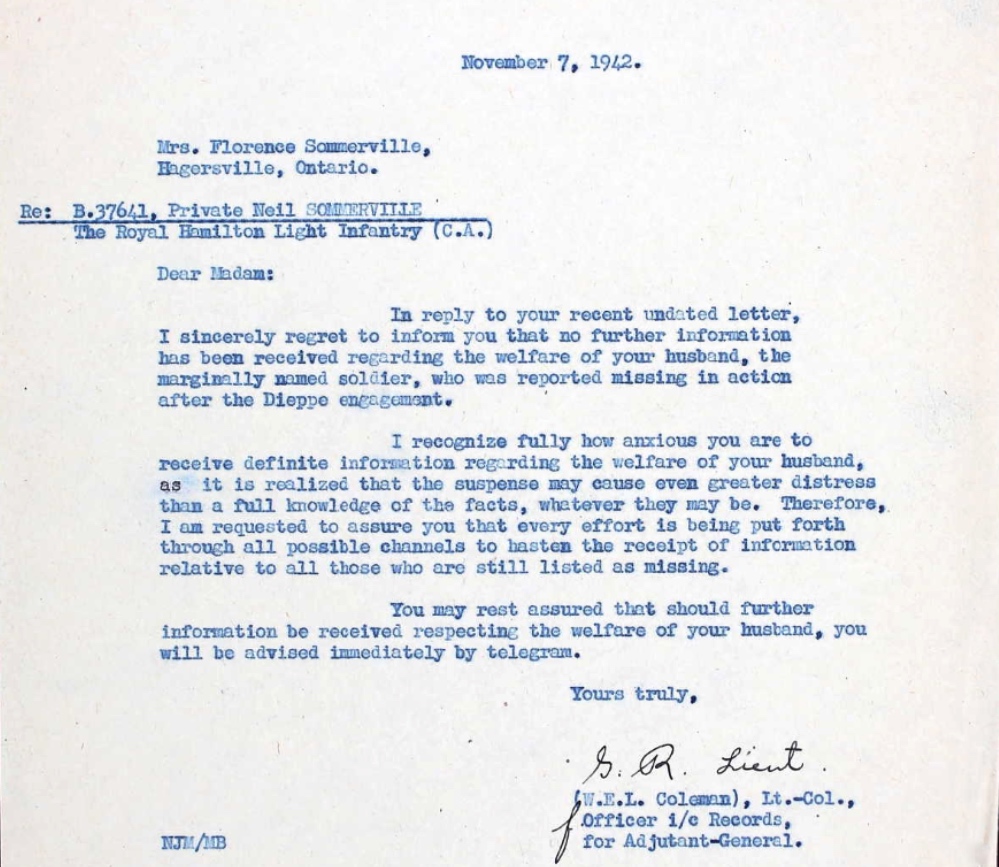 November 7, 1942.
Mrs. Florence Sommerville,
Hagersville, Ontario.
Re: B.37641, Private Neil SOMMERVILLE
The Royal Hamilton Light Infantry (C.A.)
Dear Madam:
In reply to your recent undated letter,
I sincerely regret to inform you that no further information
has been received regarding the welfare of your husband, the
marginally named soldier, who was reported missing in action
after the Dieppe engagement.
I recognize fully how anxious you are to
receive definite information regarding the welfare of your husband,
as it is realized that the suspense may cause even greater distress
than a full knowledge of the facts, whatever they may be. Therefore,
I am requested to assure you that every effort is being put forth
through all possible channels to hasten the receipt of information
relative to all those who are still listed as missing.
You may rest assured that should further
information be received respecting the welfare of your husband, you
will be advised immediately by telegram.
Yours truly,
G. R. Lieut.
(W.E.L. Coleman), Lt.-Col.,
f Officer i/c Records,
for Adjutant-General.
NJM/MB